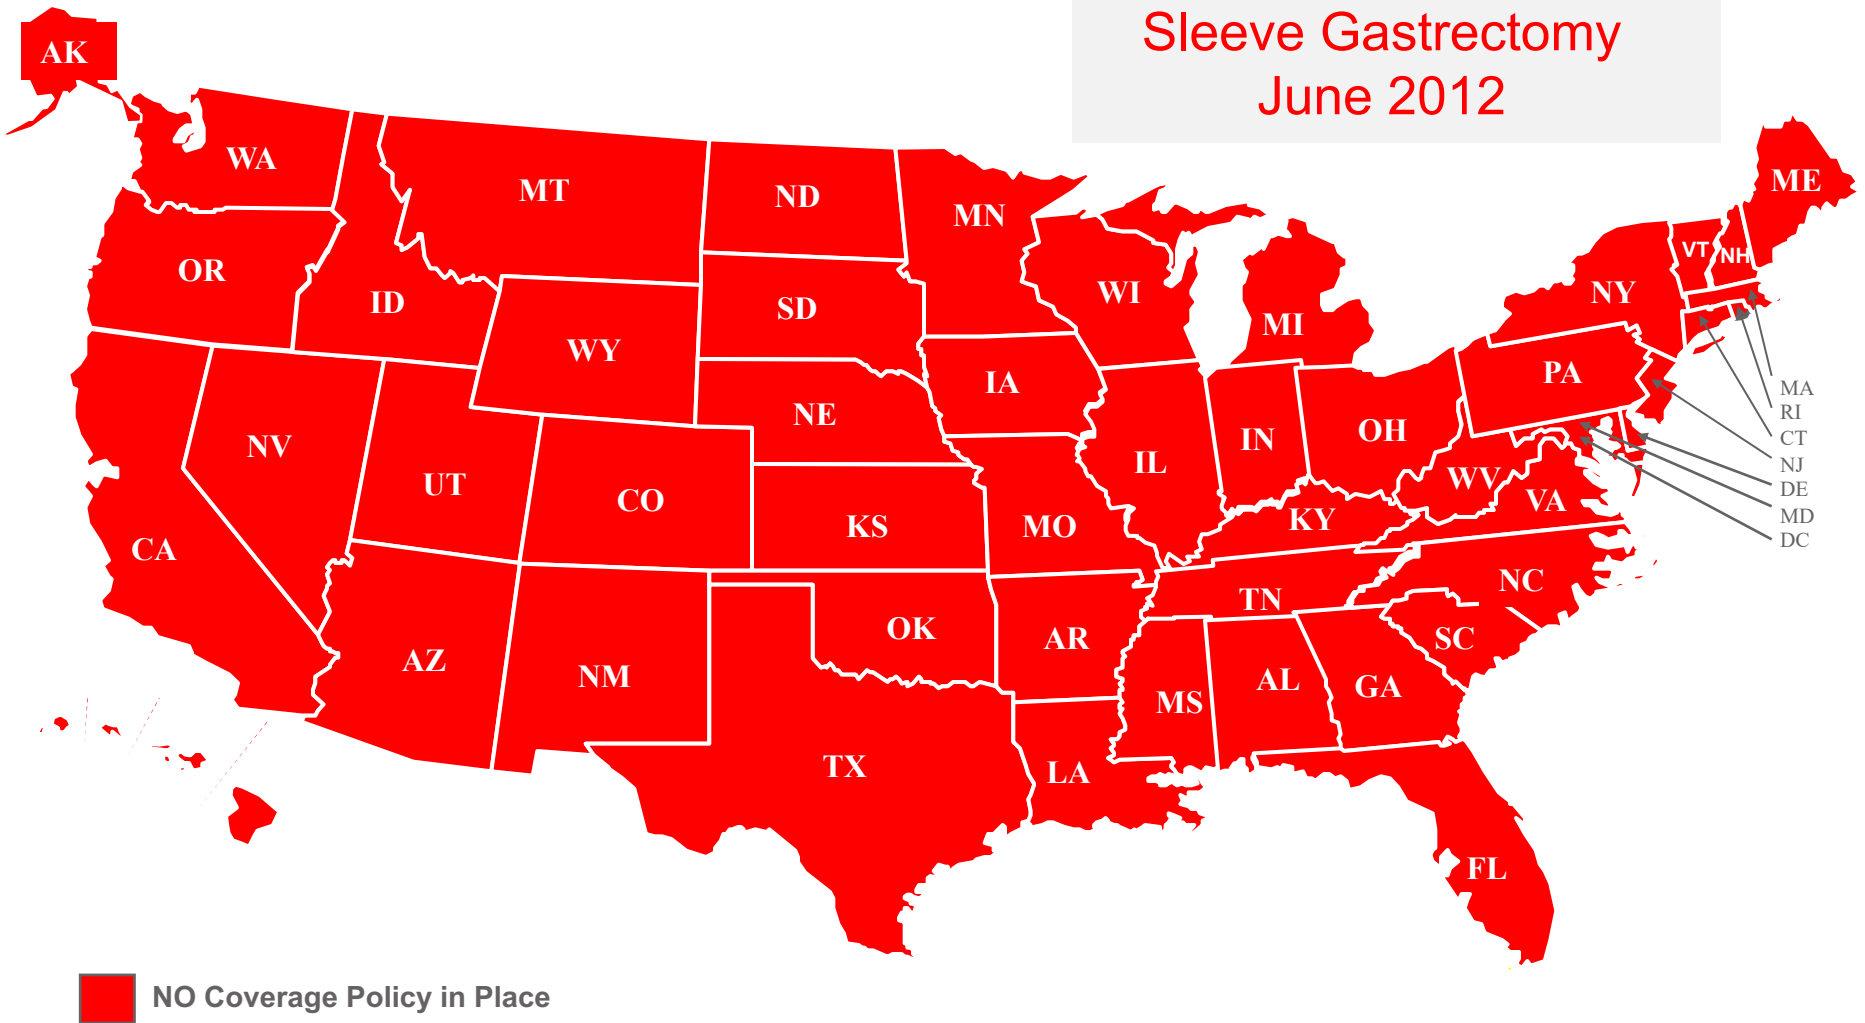 Sleeve Gastrectomy
June 2012
AK
WA
MT
ND
MN
ME
OR
ID
SD
WI
MI
NY
VT
NH
WY
IA
PA
MA
RI
CT
NJ
DE
MD
DC
NV
UT
CO
NE
KS
MO
IL
IN
OH
WV
VA
KY
CA
AZ
NM
OK
AR
TN
NC
SC
TX
LA
MS
AL
GA
FL
NO Coverage Policy in Place